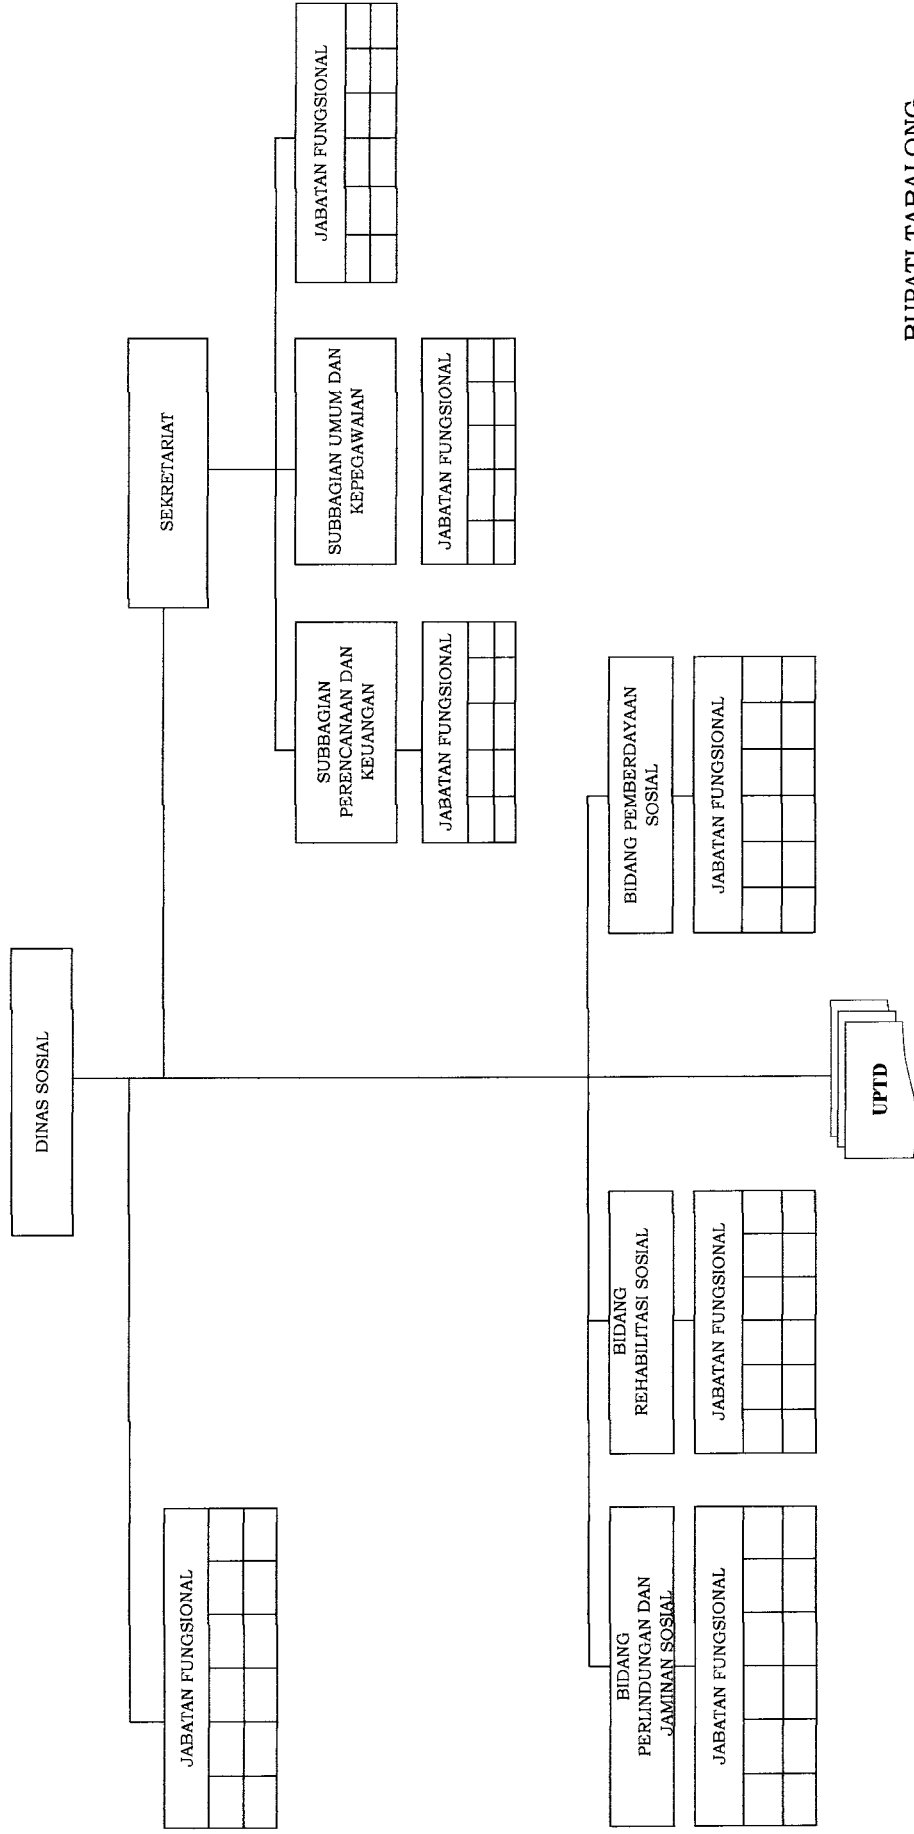 DINAS SOSIAL
JABATAN FUNGSIONAL
SEKRETARIAT
SUBBAGIAN
PERENCANAAN DAN
KEUANGAN
SUBBAGIAN UMUM DAN
KEPEGAWAIAN
JABATAN FUNGSIONAL
JABATAN FUNGSIONAL
JABATAN FUNGSIONAL
BIDANG
PERLINDUNGAN DAN
JAMINAN SOSIAL
BIDANG
REHABILITASI SOSIAL
BIDANG PEMBERDAYAAN
SOSIAL
JABATAN FUNGSIONAL
JABATAN FUNGSIONAL
JABATAN FUNGSIONAL
UPTD
BUPATI TABALONG